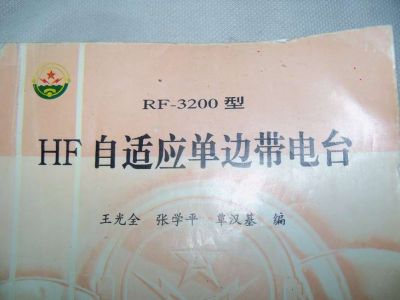 RF-3200 型
HF 自适应单边带电台
王光全 张学平 覃汉基 编